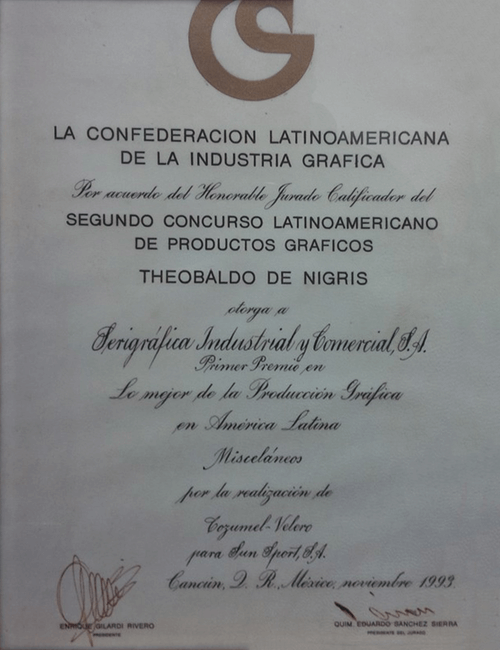 LA CONFEDERACION LATINOAMERICANA
DE LA INDUSTRIA GRAFICA
Por acuerdo del Honorable Jurado Calificador del
SEGUNDO CONCURSO LATINOAMERICANO
DE PRODUCTOS GRAFICOS
THEOBALDO DE NIGRIS
otorga a
Serigráfica Industrial y Comercial, S.A.
Primer Premio en
Lo mejor de la Producción Gráfica
en América Latina
Misceláneos
por la realización de
Cozumel-Velero
para Sun Sport, S.A.
Cancún, Q. R. México, noviembre 1993.
ENRIQUE GILARDI RIVERO
PRESIDENTE
QUIM. EDUARDO SANCHEZ SIERRA
PRESIDENTE DEL JURADO